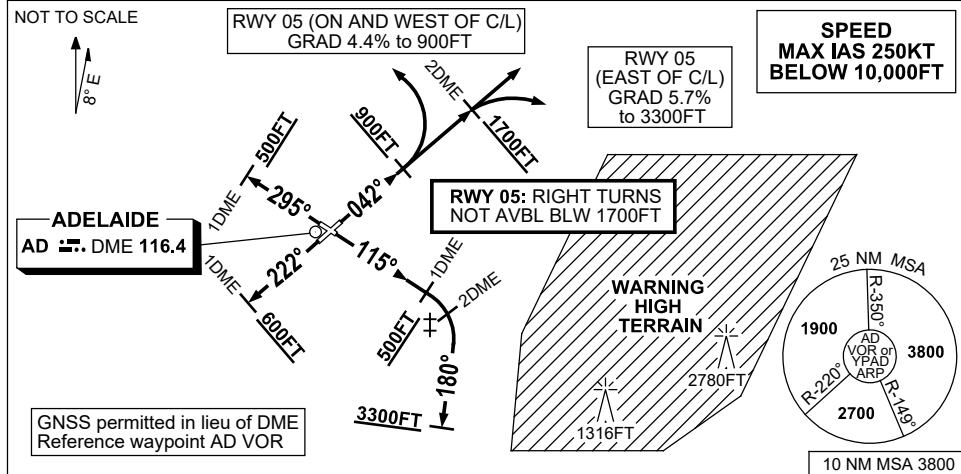 NOT TO SCALE
8° E
RWY 05 (ON AND WEST OF C/L)
GRAD 4.4% to 900FT
RWY 05
(EAST OF C/L)
GRAD 5.7%
to 3300FT
SPEED
MAX IAS 250KT
BELOW 10,000FT
2DME
900FT
1700FT
500FT
1DME
295°
042°
RWY 05: RIGHT TURNS
NOT AVBL BLW 1700FT
ADELAIDE
AD DME 116.4
1DME
222°
600FT
115°
1DME
2DME
500FT
180°
3300FT
WARNING
HIGH
TERRAIN
2780FT
1316FT
25 NM MSA
R-350°
1900
AD
VOR or
YPAD
ARP
3800
R-220°
R-149°
2700
10 NM MSA 3800
GNSS permitted in lieu of DME
Reference waypoint AD VOR